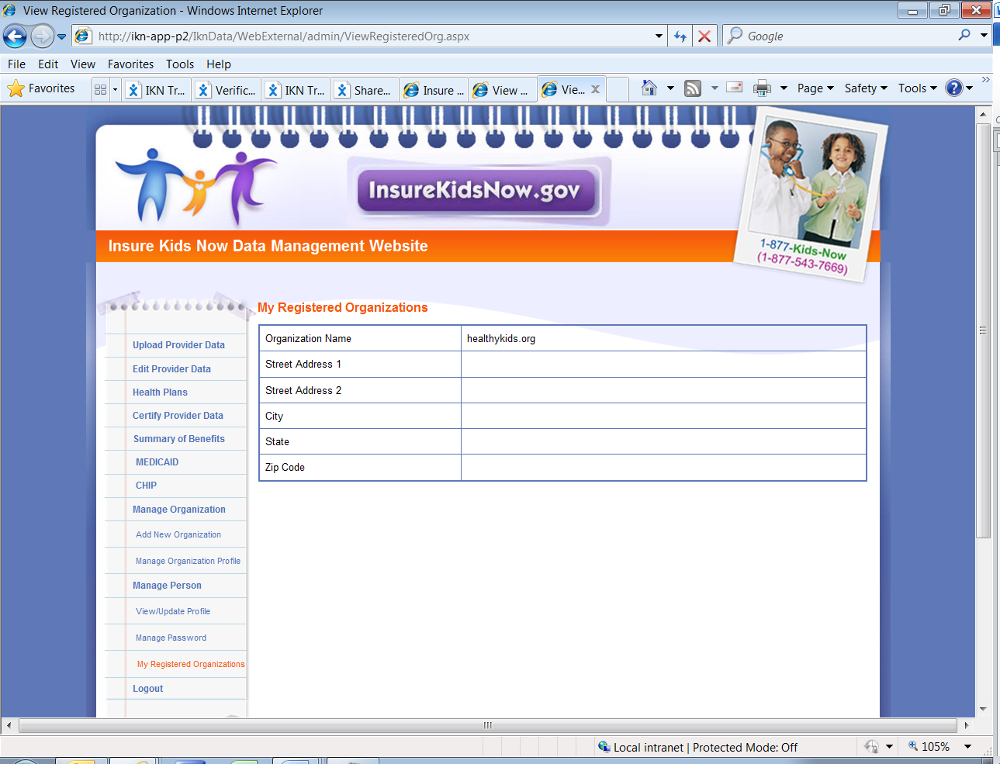 View Registered Organization - Windows Internet Explorer
http://ikn-app-p2/IknData/WebExternal/admin/ViewRegisteredOrg.aspx
Google
File Edit View Favorites Tools Help
Favorites
IKN Tr... Verific... IKN Tr... Share... Insure ... View ... Vie...
Page Safety Tools
InsureKidsNow.gov
1-877-Kids-Now
(1-877-543-7669)
Insure Kids Now Data Management Website
Upload Provider Data
Edit Provider Data
Health Plans
Certify Provider Data
Summary of Benefits
MEDICAID
CHIP
Manage Organization
Add New Organization
Manage Organization Profile
Manage Person
View/Update Profile
Manage Password
My Registered Organizations
Logout
My Registered Organizations
Organization Name healthykids.org
Street Address 1
Street Address 2
City
State
Zip Code
Local intranet | Protected Mode: Off
105%